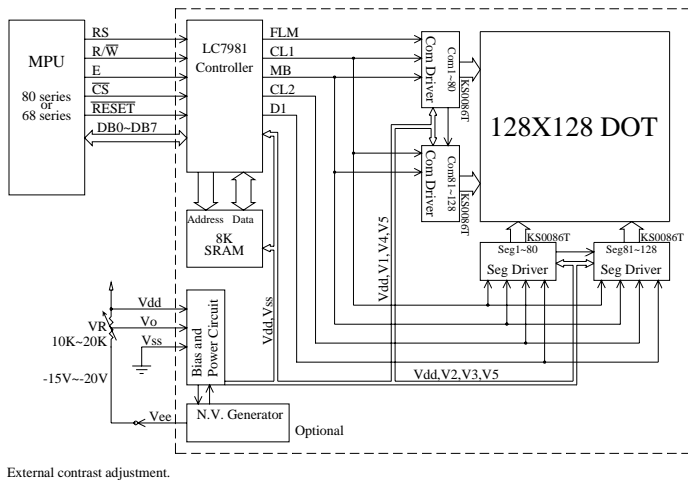 MPU
80 series
or
68 series
RS
R/W̅
E
C̅S̅
R̅E̅S̅E̅T̅
DB0~DB7
LC7981
Controller
FLM
CL1
MB
CL2
D1
Address Data
8K
SRAM
Com Driver
Com1~80
KS0086T
Com Driver
Com81~128
KS0086T
128X128 DOT
KS0086T
Seg1~80
Seg Driver
KS0086T
Seg81~128
Seg Driver
Vdd,V1,V4,V5
Vdd,Vss
Vdd
Vo
Vss
VR
10K~20K
-15V~-20V
Vee
Bias and
Power Circuit
Vdd,V2,V3,V5
N.V. Generator
Optional
External contrast adjustment.